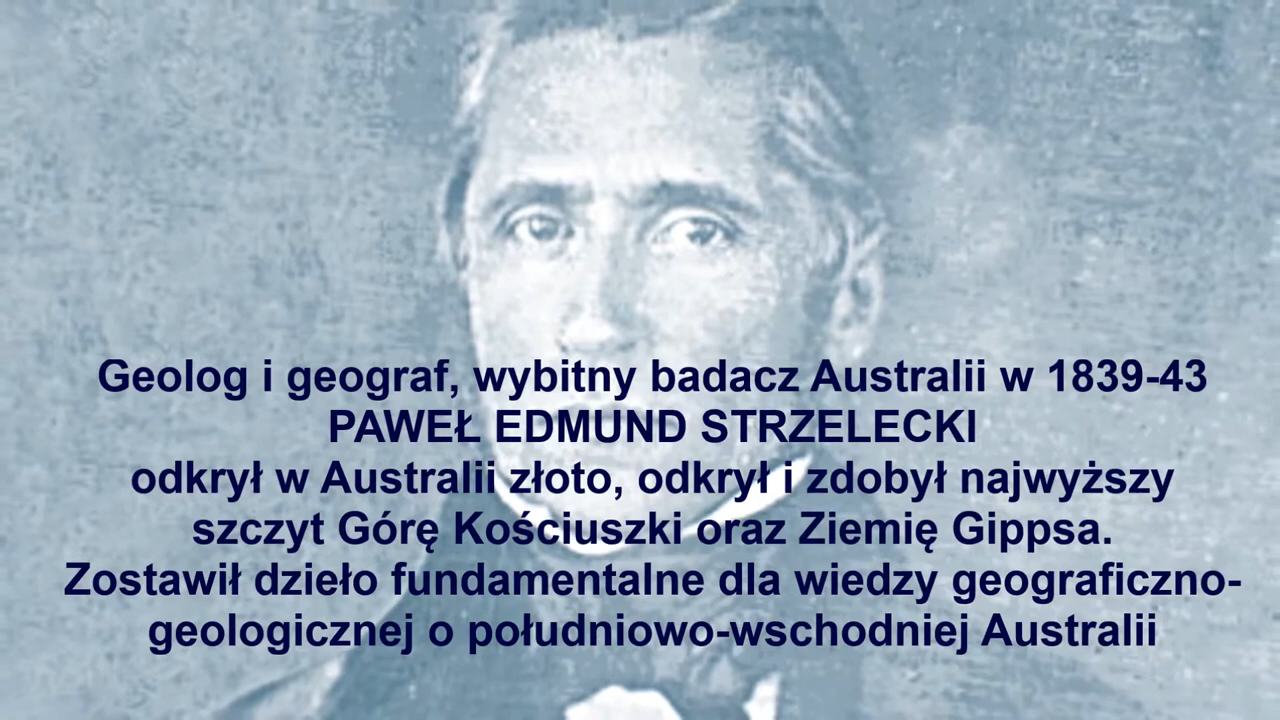 Geolog i geograf, wybitny badacz Australii w 1839-43
PAWEŁ EDMUND STRZELECKI
odkrył w Australii złoto, odkrył i zdobył najwyższy
szczyt Górę Kościuszki oraz Ziemię Gippsa.
Zostawił dzieło fundamentalne dla wiedzy geograficzno-
geologicznej o południowo-wschodniej Australii